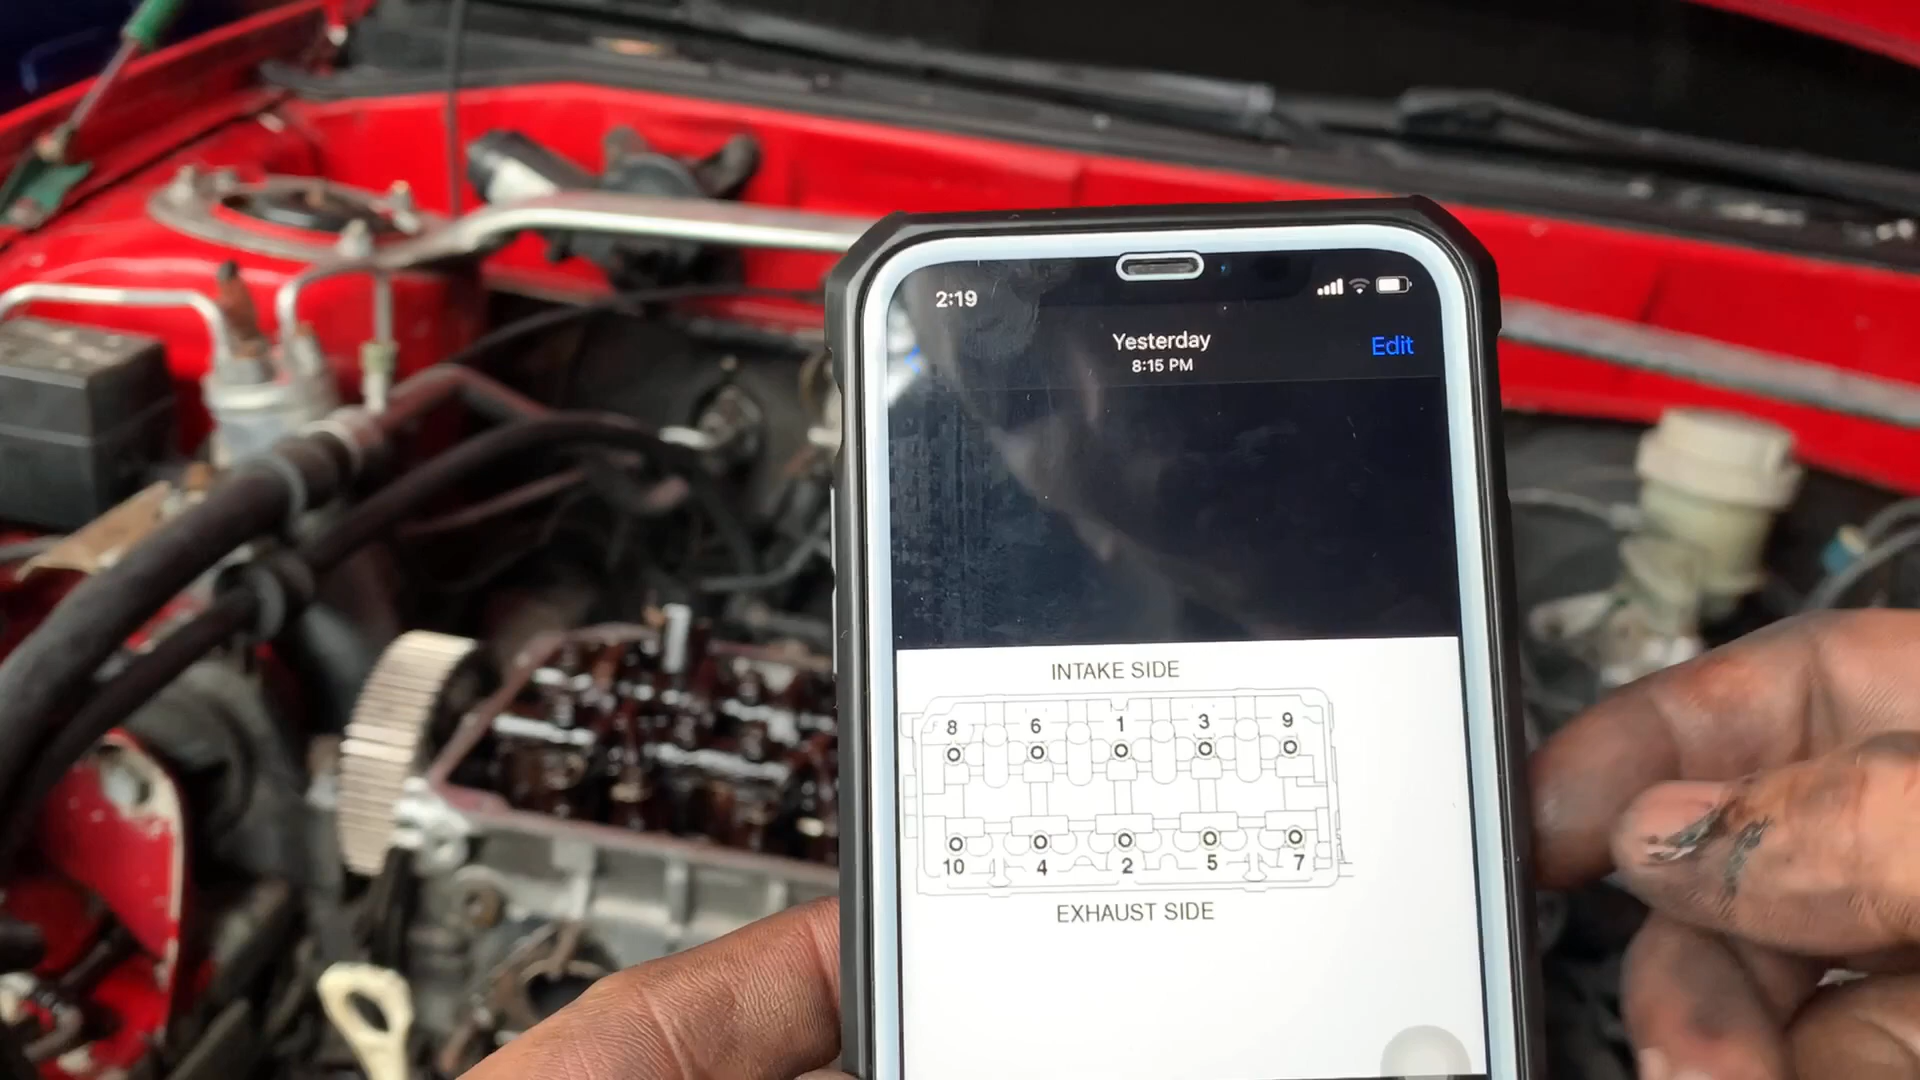 2:19
Yesterday
8:15 PM
Edit
INTAKE SIDE
8 6 1 3 9
10 4 2 5 7
EXHAUST SIDE